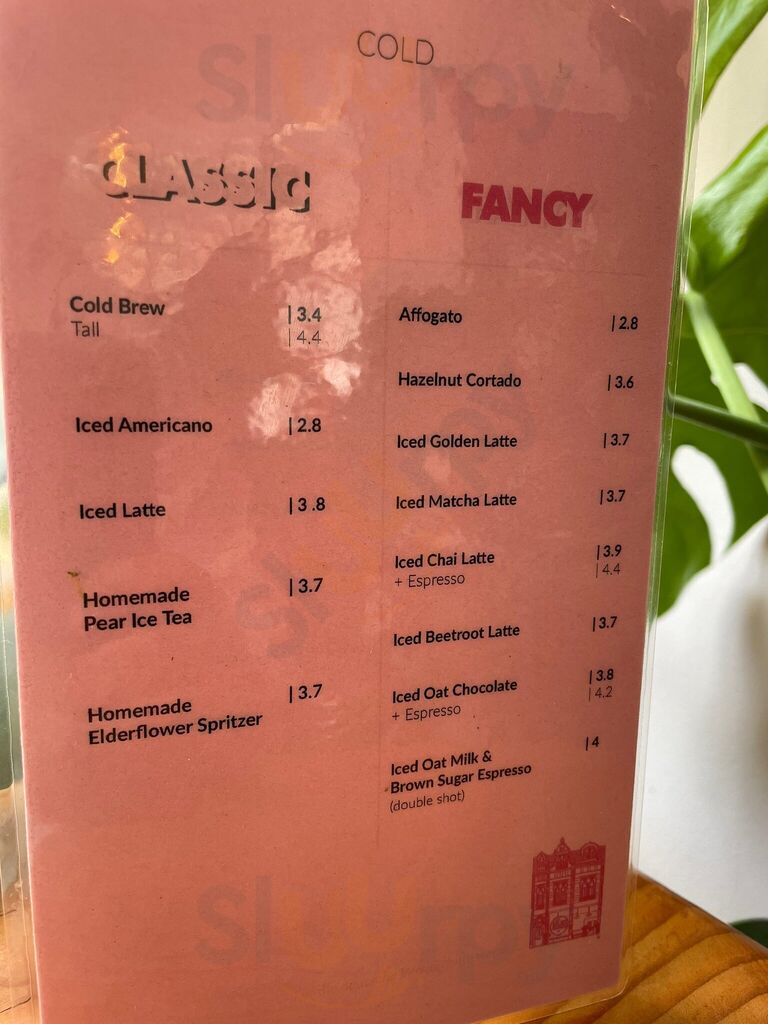 COLD
CLASSIC
Cold Brew | 3.4
Tall | 4.4
Iced Americano | 2.8
Iced Latte | 3 .8
Homemade | 3.7
Pear Ice Tea
Homemade | 3.7
Elderflower Spritzer
FANCY
Affogato | 2.8
Hazelnut Cortado | 3.6
Iced Golden Latte | 3.7
Iced Matcha Latte | 3.7
Iced Chai Latte | 3.9
+ Espresso | 4.4
Iced Beetroot Latte | 3.7
Iced Oat Chocolate | 3.8
+ Espresso | 4.2
Iced Oat Milk & | 4
Brown Sugar Espresso
(double shot)
Sluurpy
Sluurpy
Sluurpy